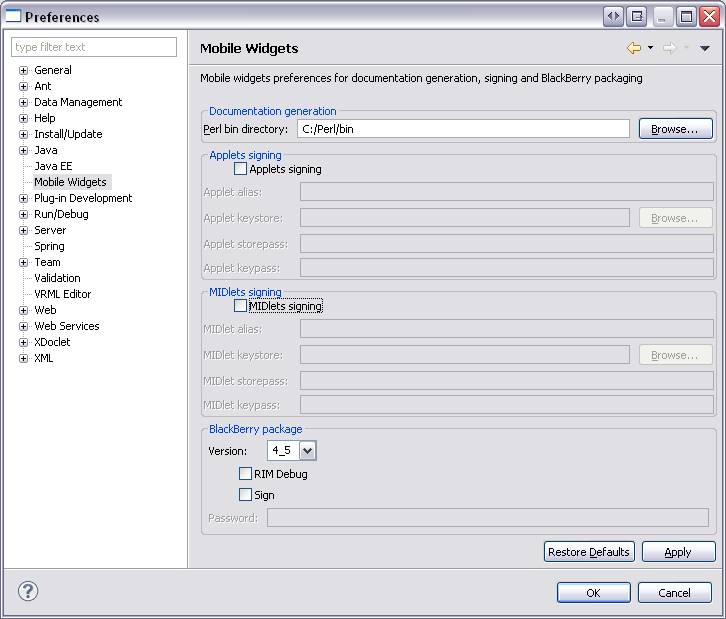 Preferences
type filter text
General
Ant
Data Management
Help
Install/Update
Java
Java EE
Mobile Widgets
Plug-in Development
Run/Debug
Server
Spring
Team
Validation
VRML Editor
Web
Web Services
XDoclet
XML
Mobile Widgets
Mobile widgets preferences for documentation generation, signing and BlackBerry packaging
Documentation generation
Perl bin directory: C:/Perl/bin Browse...
Applets signing
Applets signing
Applet alias:
Applet keystore: Browse...
Applet storepass:
Applet keypass:
MIDlets signing
MIDlets signing
MIDlet alias:
MIDlet keystore: Browse...
MIDlet storepass:
MIDlet keypass:
BlackBerry package
Version: 4_5
RIM Debug
Sign
Password:
Restore Defaults Apply
? OK Cancel